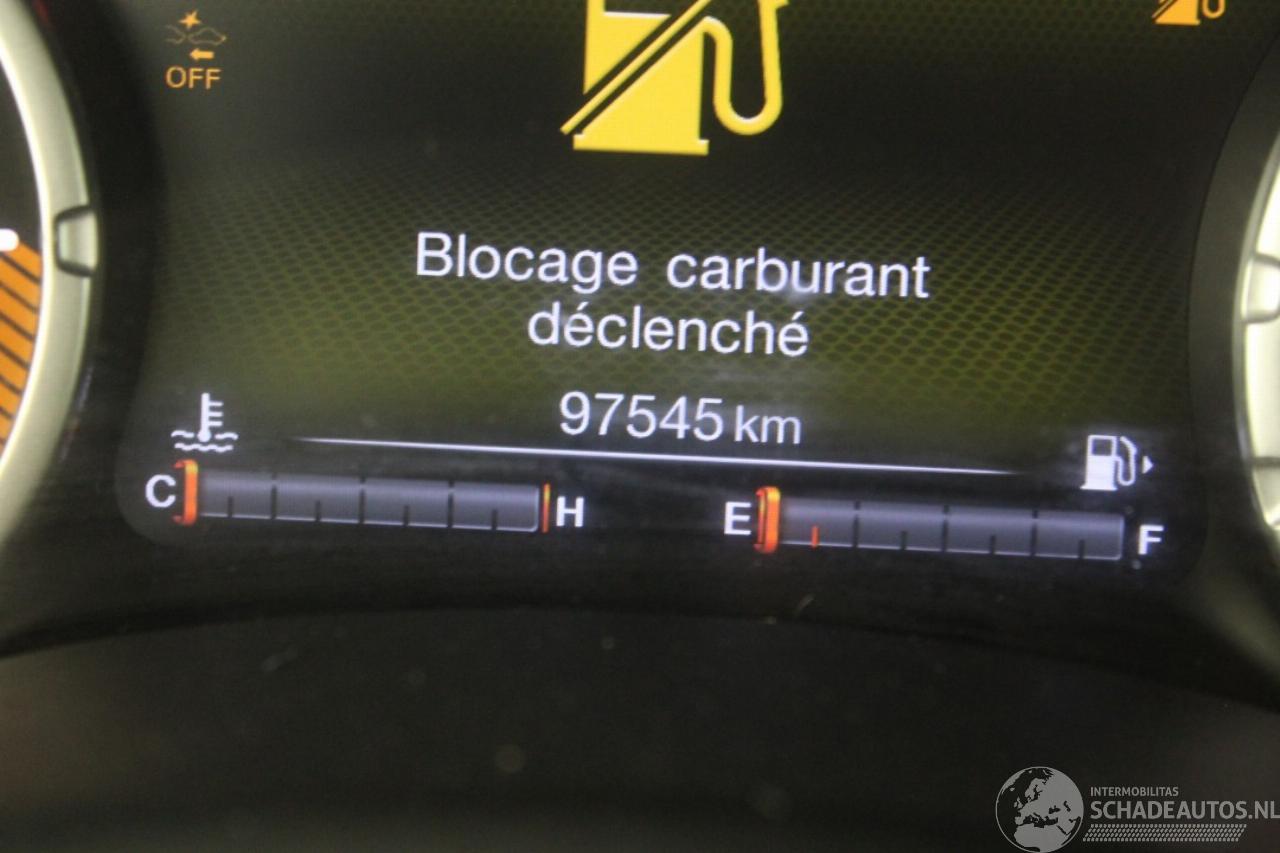 OFF
Blocage carburant
déclenché
97545 km
C H E F
INTERMOBILITAS
SCHADEAUTOS.NL